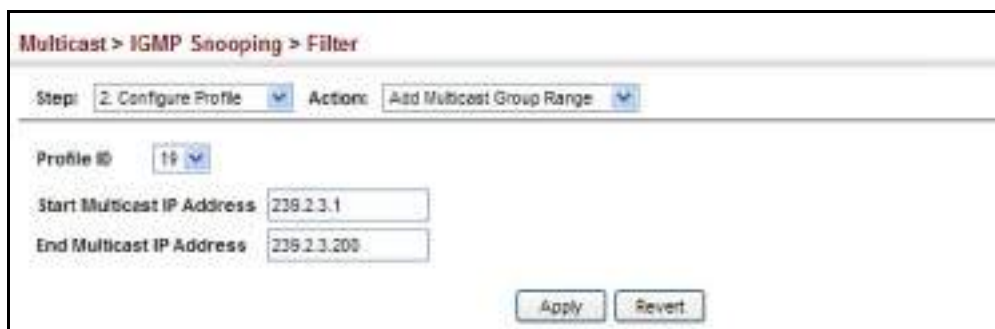 Multicast > IGMP Snooping > Filter
Step: 2. Configure Profile Action: Add Multicast Group Range
Profile ID 19
Start Multicast IP Address 239.2.3.1
End Multicast IP Address 239.2.3.200
Apply Revert